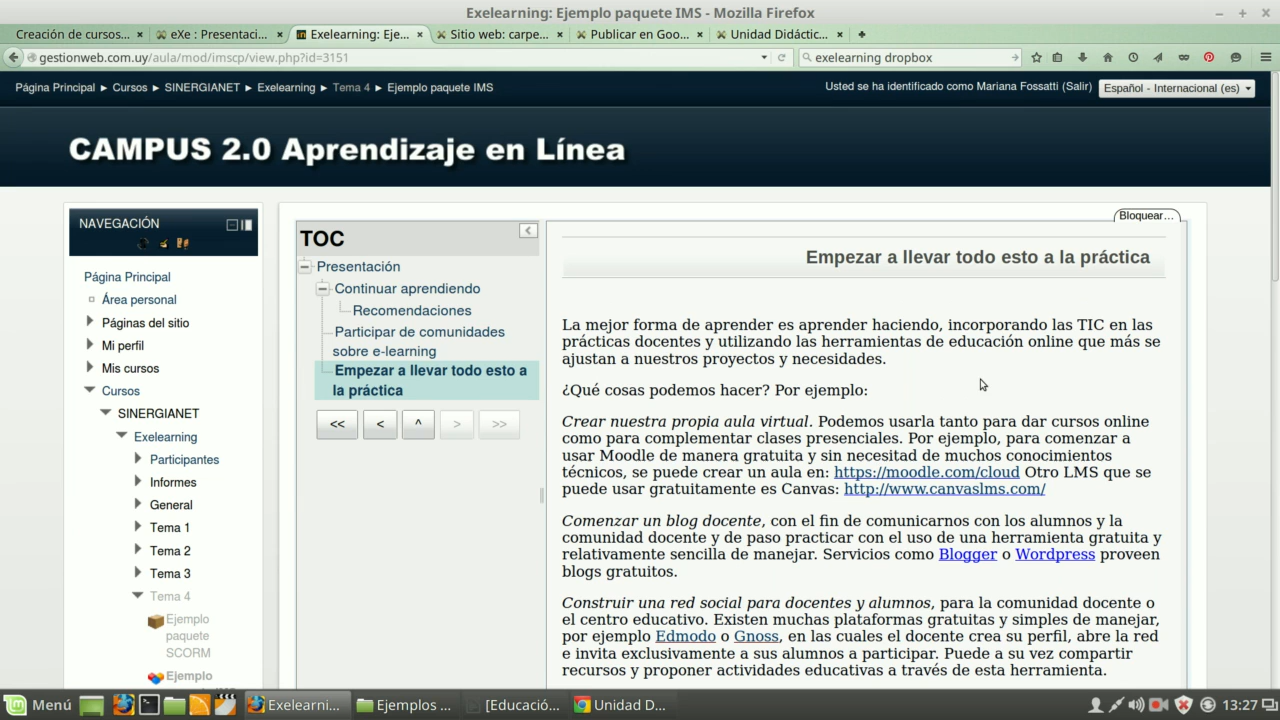 Exelearning: Ejemplo paquete IMS - Mozilla Firefox
Creación de cursos...
eXe : Presentaci...
Exelearning: Eje...
Sitio web: carpe...
Publicar en Goo...
Unidad Didáctic...
gestionweb.com.uy/aula/mod/imscp/view.php?id=3151
exelearning dropbox
Página Principal ► Cursos ► SINERGIANET ► Exelearning ► Tema 4 ► Ejemplo paquete IMS
Usted se ha identificado como Mariana Fossatti (Salir)
Español - Internacional (es)
CAMPUS 2.0 Aprendizaje en Línea
NAVEGACIÓN
Página Principal
Área personal
Páginas del sitio
Mi perfil
Mis cursos
Cursos
SINERGIANET
Exelearning
Participantes
Informes
General
Tema 1
Tema 2
Tema 3
Tema 4
Ejemplo
paquete
SCORM
Ejemplo
TOC
Presentación
Continuar aprendiendo
Recomendaciones
Participar de comunidades
sobre e-learning
Empezar a llevar todo esto a
la práctica
<< < ^ > >>
Bloquear...
Empezar a llevar todo esto a la práctica
La mejor forma de aprender es aprender haciendo, incorporando las TIC en las
prácticas docentes y utilizando las herramientas de educación online que más se
ajustan a nuestros proyectos y necesidades.
¿Qué cosas podemos hacer? Por ejemplo:
Crear nuestra propia aula virtual. Podemos usarla tanto para dar cursos online
como para complementar clases presenciales. Por ejemplo, para comenzar a
usar Moodle de manera gratuita y sin necesitad de muchos conocimientos
técnicos, se puede crear un aula en: https://moodle.com/cloud Otro LMS que se
puede usar gratuitamente es Canvas: http://www.canvaslms.com/
Comenzar un blog docente, con el fin de comunicarnos con los alumnos y la
comunidad docente y de paso practicar con el uso de una herramienta gratuita y
relativamente sencilla de manejar. Servicios como Blogger o Wordpress proveen
blogs gratuitos.
Construir una red social para docentes y alumnos, para la comunidad docente o
el centro educativo. Existen muchas plataformas gratuitas y simples de manejar,
por ejemplo Edmodo o Gnoss, en las cuales el docente crea su perfil, abre la red
e invita exclusivamente a sus alumnos a participar. Puede a su vez compartir
recursos y proponer actividades educativas a través de esta herramienta.
Menú
Exelearni...
Ejemplos ...
[Educació...
Unidad D...
13:27